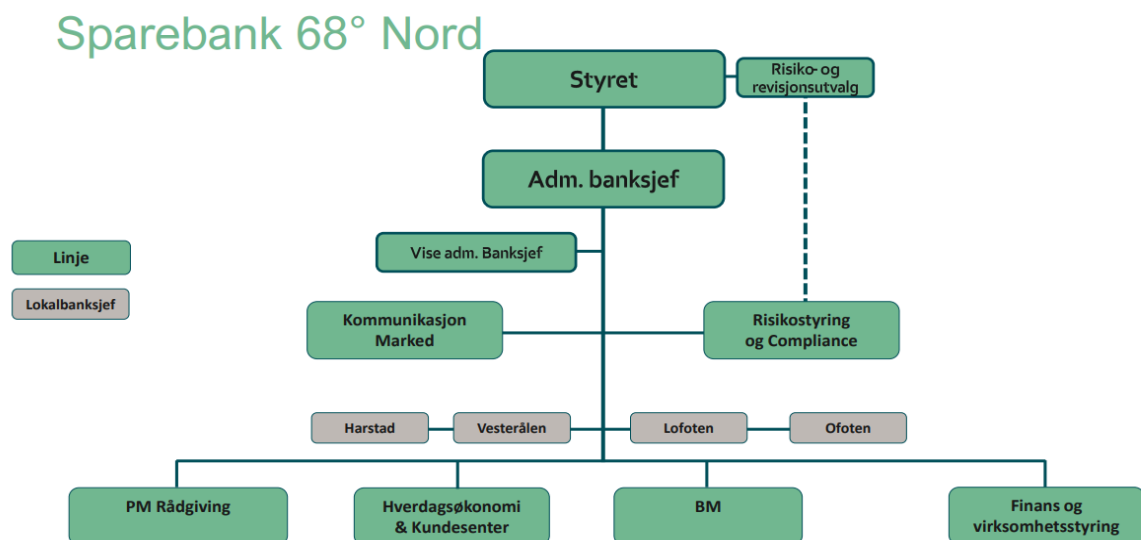 Sparebank 68° Nord
Styret
Risiko- og
revisjonsutvalg
Adm. banksjef
Vise adm. Banksjef
Linje
Lokalbanksjef
Kommunikasjon
Marked
Risikostyring
og Compliance
Harstad
Vesterålen
Lofoten
Ofoten
PM Rådgiving
Hverdagsøkonomi
& Kundesenter
BM
Finans og
virksomhetsstyring